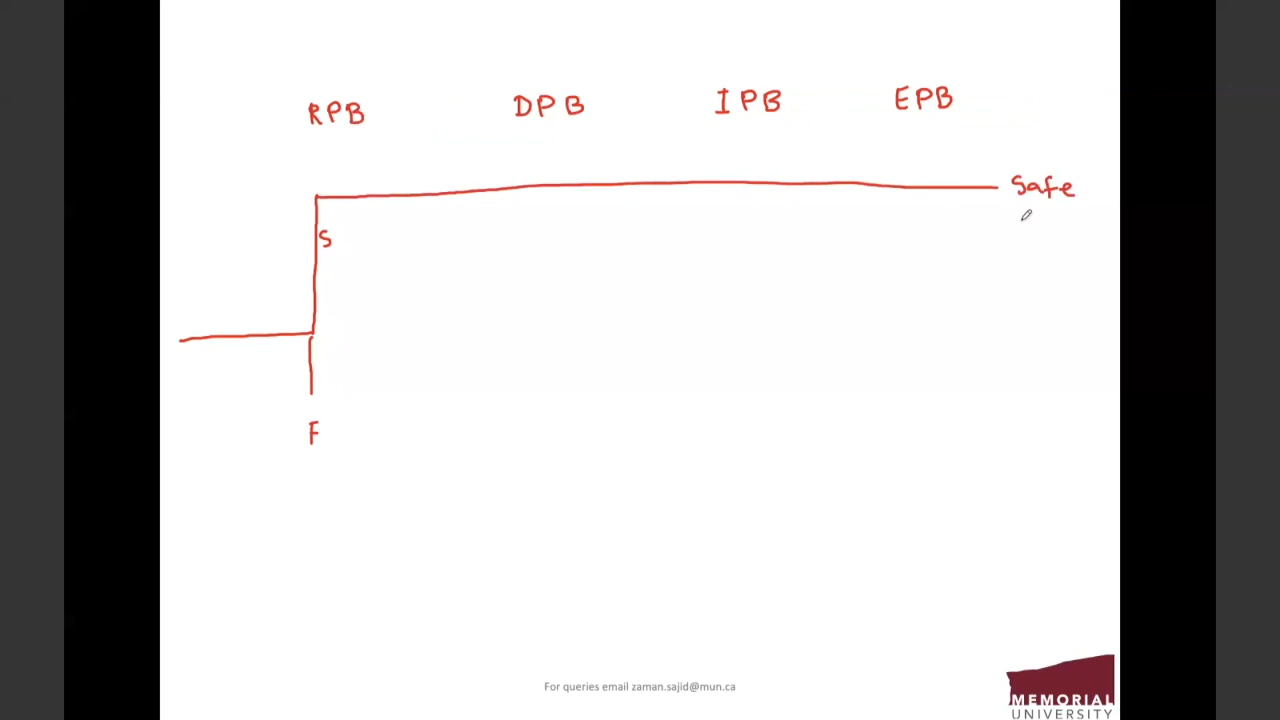 RPB DPB IPB EPB
Safe
S
F
For queries email zaman.sajid@mun.ca
MEMORIAL
UNIVERSITY